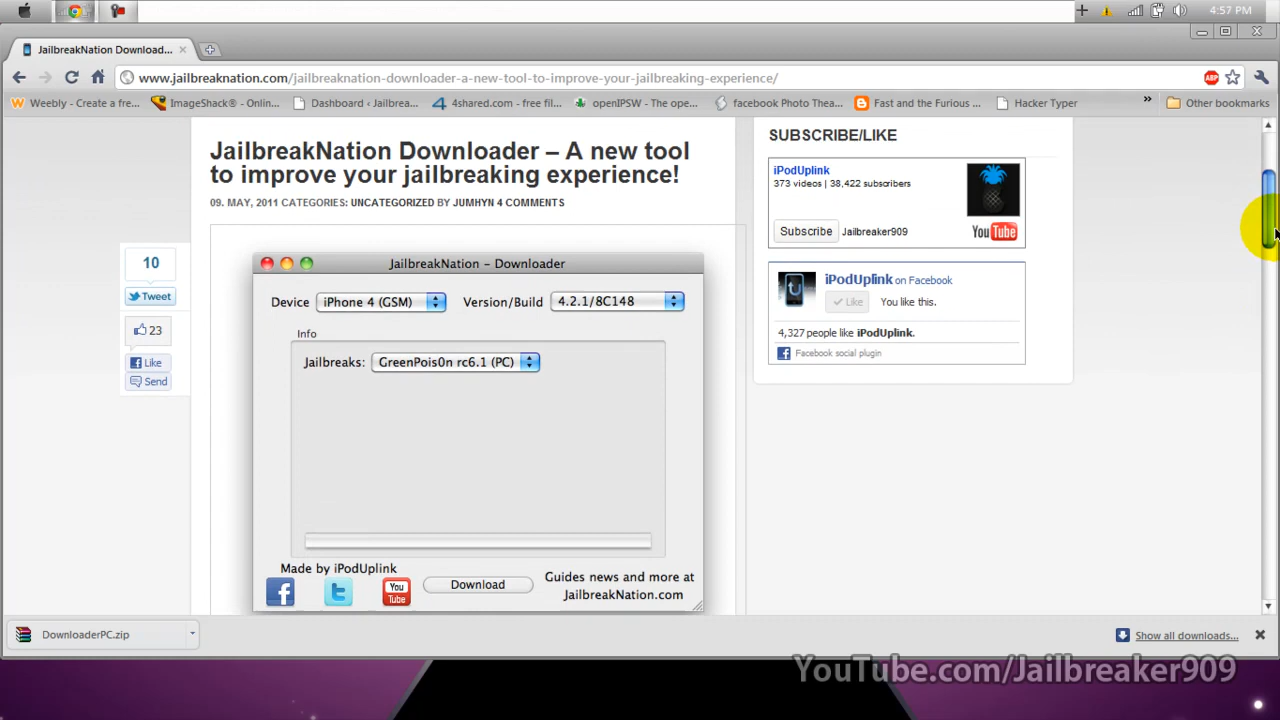 4:57 PM
JailbreakNation Downloa...
www.jailbreaknation.com/jailbreaknation-downloader-a-new-tool-to-improve-your-jailbreaking-experience/
ABP
Weebly - Create a fre...
ImageShack® - Onlin...
Dashboard ‹ Jailbrea...
4shared.com - free fil...
openIPSW - The ope...
facebook Photo Thea...
Fast and the Furious ...
Hacker Typer
»
Other bookmarks
JailbreakNation Downloader – A new tool
to improve your jailbreaking experience!
09. MAY, 2011 CATEGORIES: UNCATEGORIZED BY JUMHYN 4 COMMENTS
10
Tweet
23
Like
Send
JailbreakNation – Downloader
Device iPhone 4 (GSM) Version/Build 4.2.1/8C148
Info
Jailbreaks: GreenPois0n rc6.1 (PC)
Made by iPodUplink
Download
Guides news and more at
JailbreakNation.com
You
Tube
SUBSCRIBE/LIKE
iPodUplink
373 videos | 38,422 subscribers
Subscribe Jailbreaker909
YouTube
iPodUplink on Facebook
Like You like this.
4,327 people like iPodUplink.
Facebook social plugin
DownloaderPC.zip
Show all downloads...
YouTube.com/Jailbreaker909